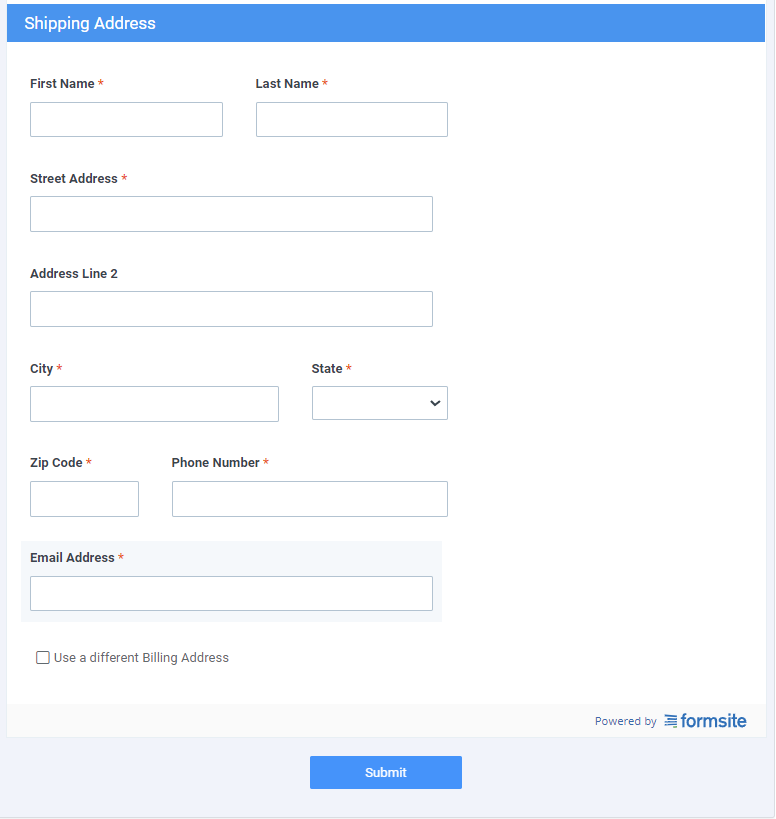 Shipping Address
First Name *
Last Name *
Street Address *
Address Line 2
City *
State *
Zip Code *
Phone Number *
Email Address *
Use a different Billing Address
Powered by formsite
Submit